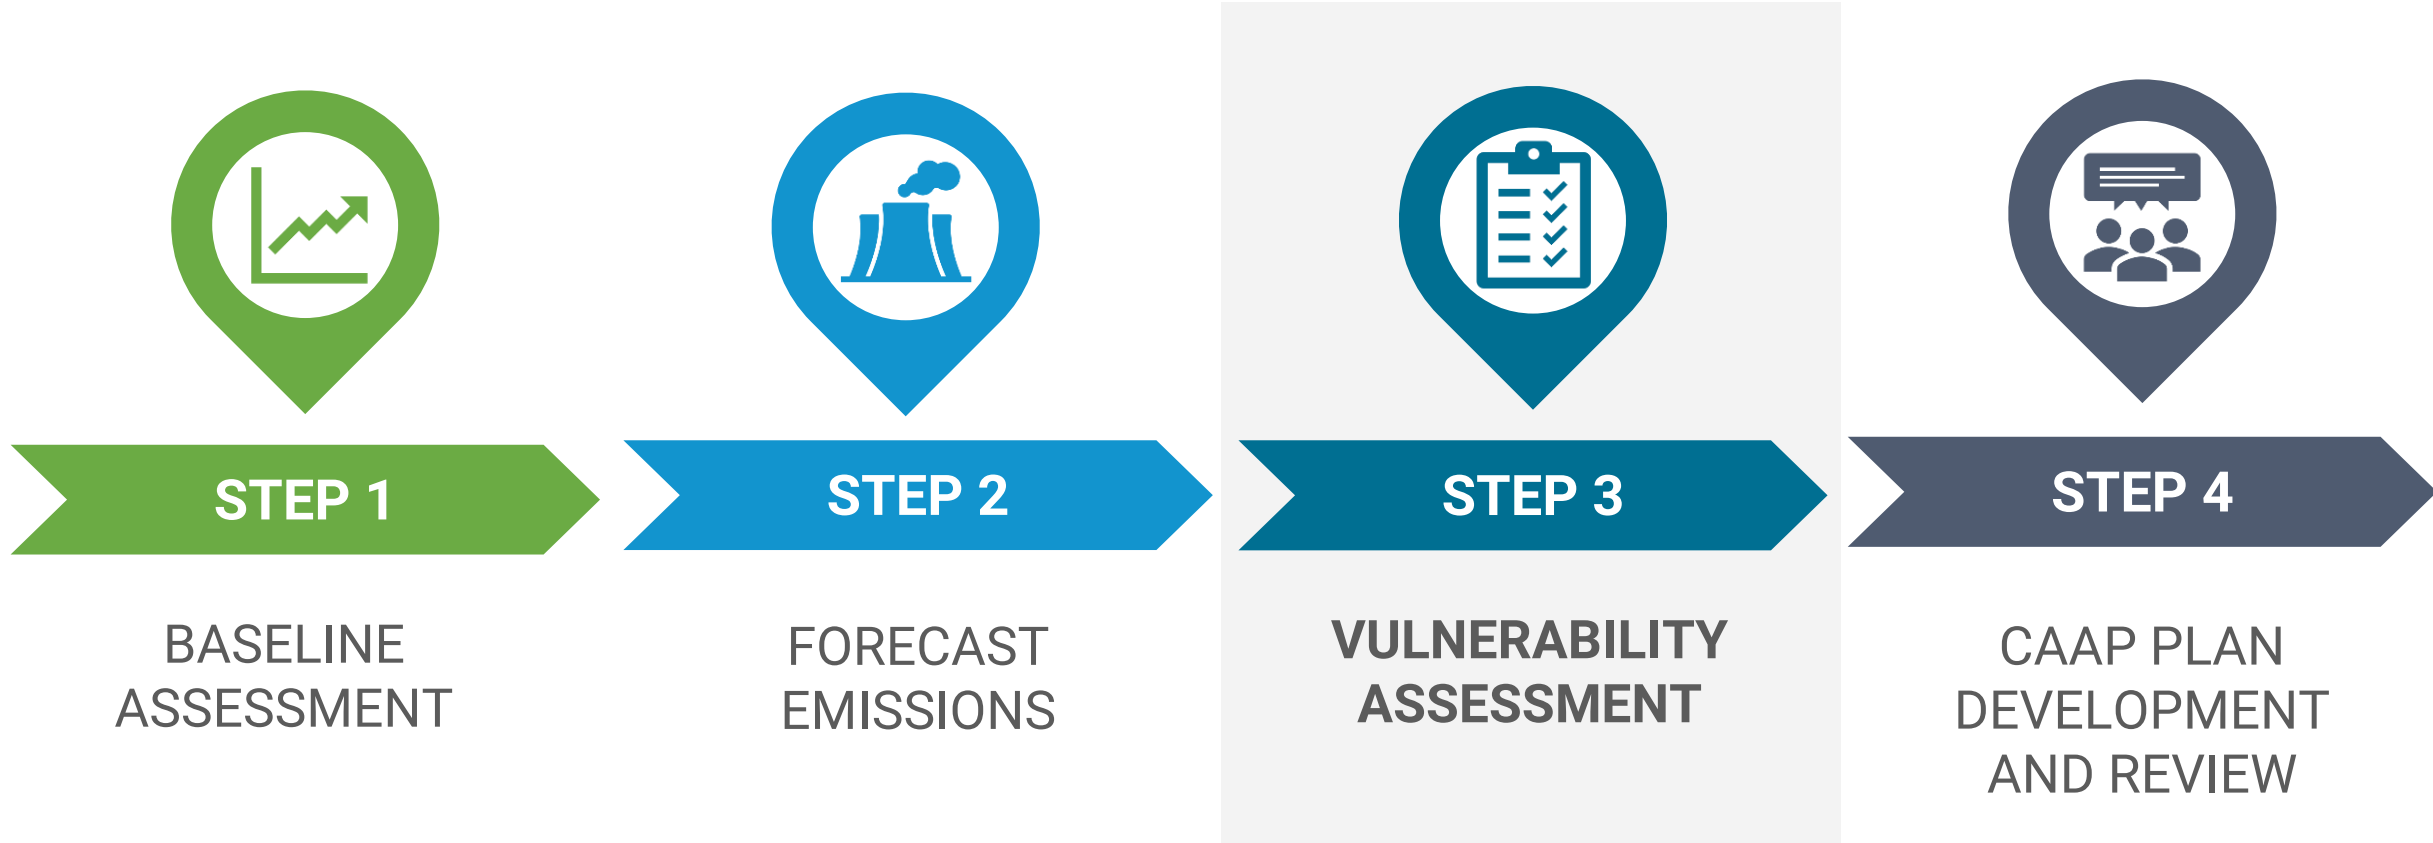 STEP 1
BASELINE
ASSESSMENT
STEP 2
FORECAST
EMISSIONS
STEP 3
VULNERABILITY
ASSESSMENT
STEP 4
CAAP PLAN
DEVELOPMENT
AND REVIEW